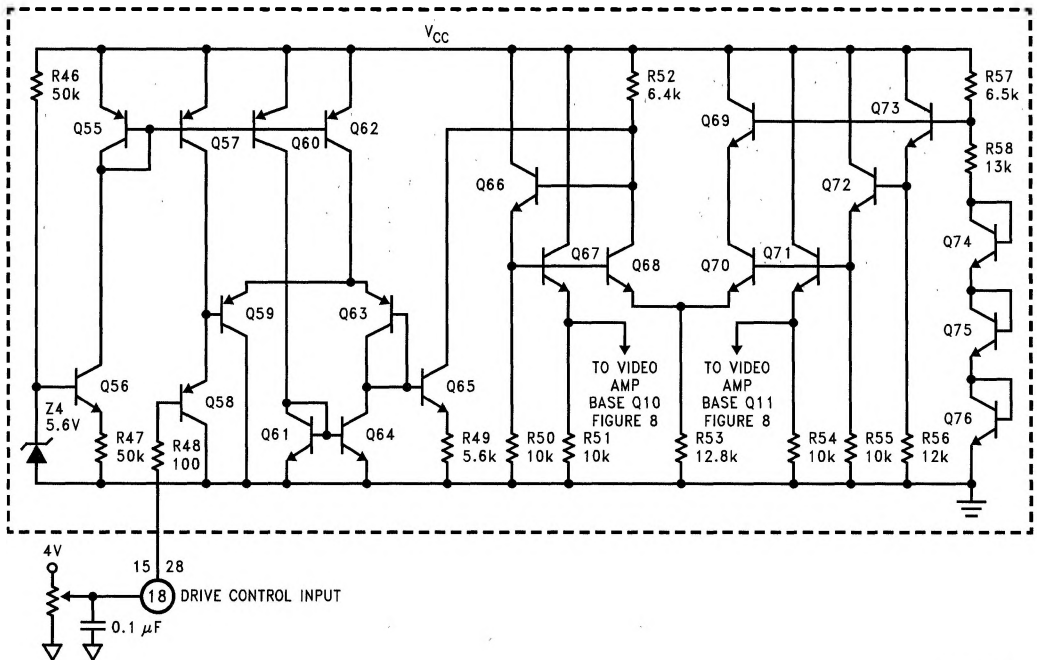 VCC
R46
50k
Q55
Q57
Q60
Q62
R52
6.4k
Q69
Q73
R57
6.5k
R58
13k
Q66
Q72
Q74
Q67
Q68
Q70
Q71
Q59
Q63
Q75
Q56
Q58
Q65
TO VIDEO
AMP
BASE Q10
FIGURE 8
TO VIDEO
AMP
BASE Q11
FIGURE 8
Q76
Z4
5.6V
R47
50k
R48
100
Q61
Q64
R49
5.6k
R50
10k
R51
10k
R53
12.8k
R54
10k
R55
10k
R56
12k
4V
15 28
18 DRIVE CONTROL INPUT
0.1 μF